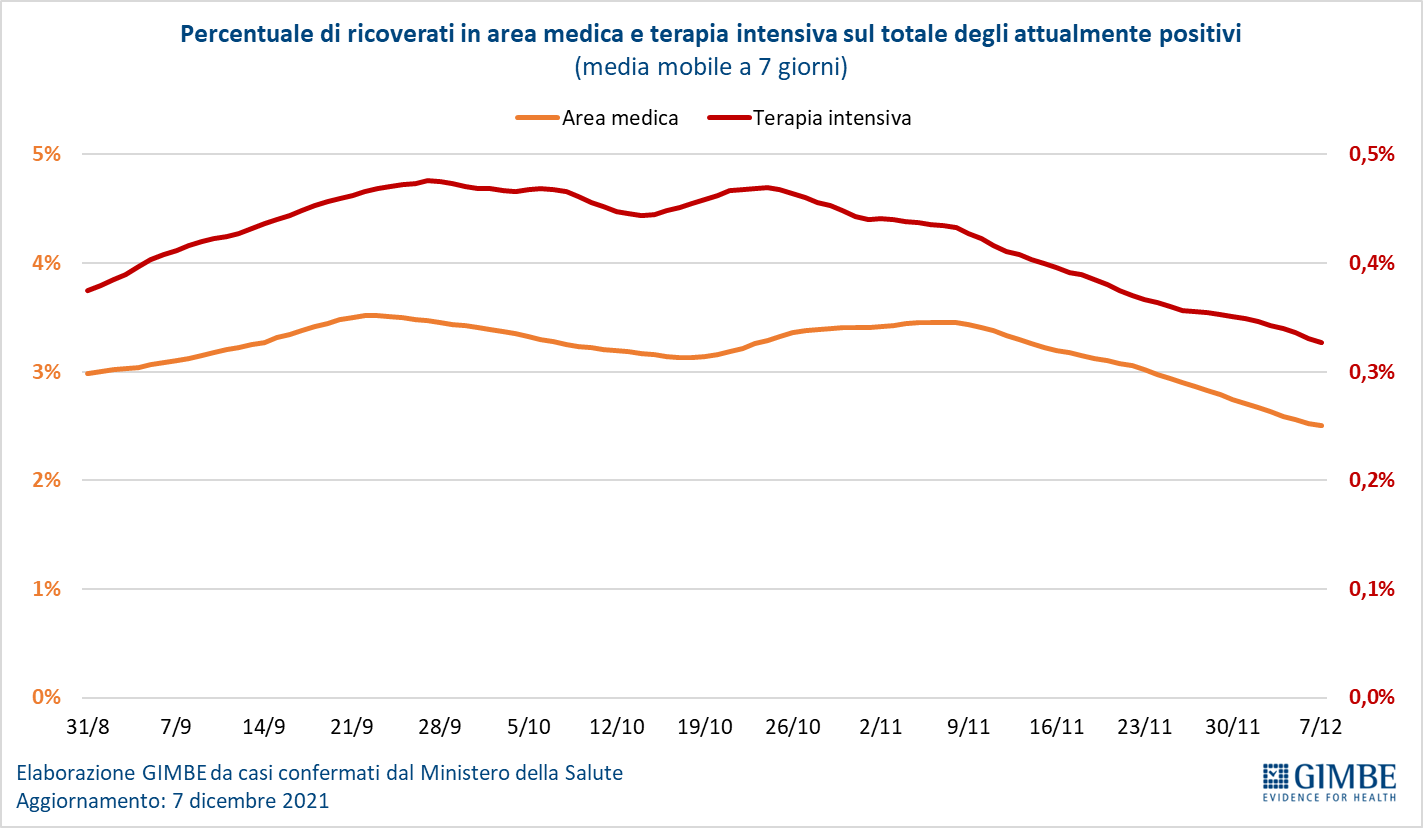 Percentuale di ricoverati in area medica e terapia intensiva sul totale degli attualmente positivi
(media mobile a 7 giorni)
Area medica Terapia intensiva
5% 0,5%
4% 0,4%
3% 0,3%
2% 0,2%
1% 0,1%
0% 0,0%
31/8 7/9 14/9 21/9 28/9 5/10 12/10 19/10 26/10 2/11 9/11 16/11 23/11 30/11 7/12
Elaborazione GIMBE da casi confermati dal Ministero della Salute
Aggiornamento: 7 dicembre 2021
GIMBE
EVIDENCE FOR HEALTH